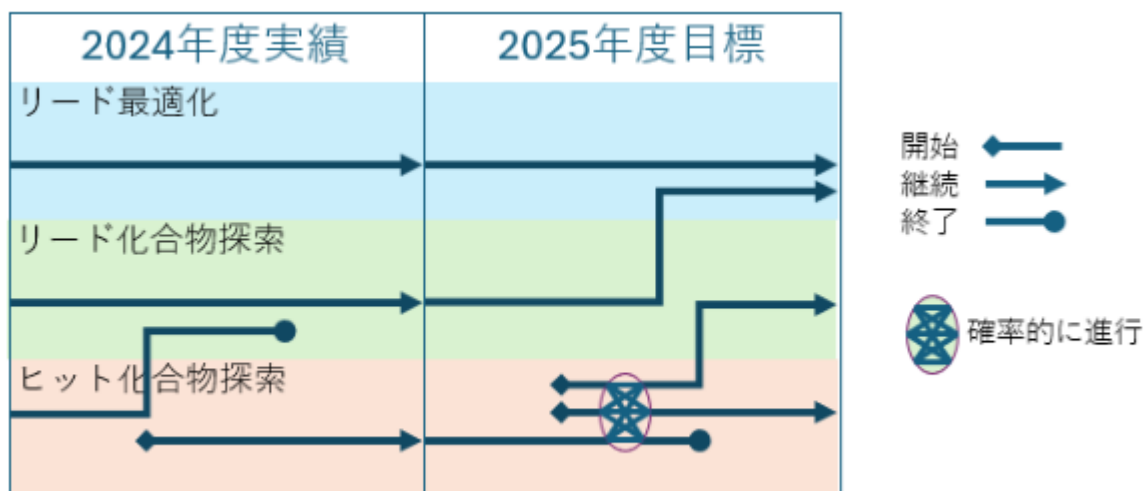 2024年度実績
2025年度目標
リード最適化
リード化合物探索
ヒット化合物探索
開始
継続
終了
確率的に進行